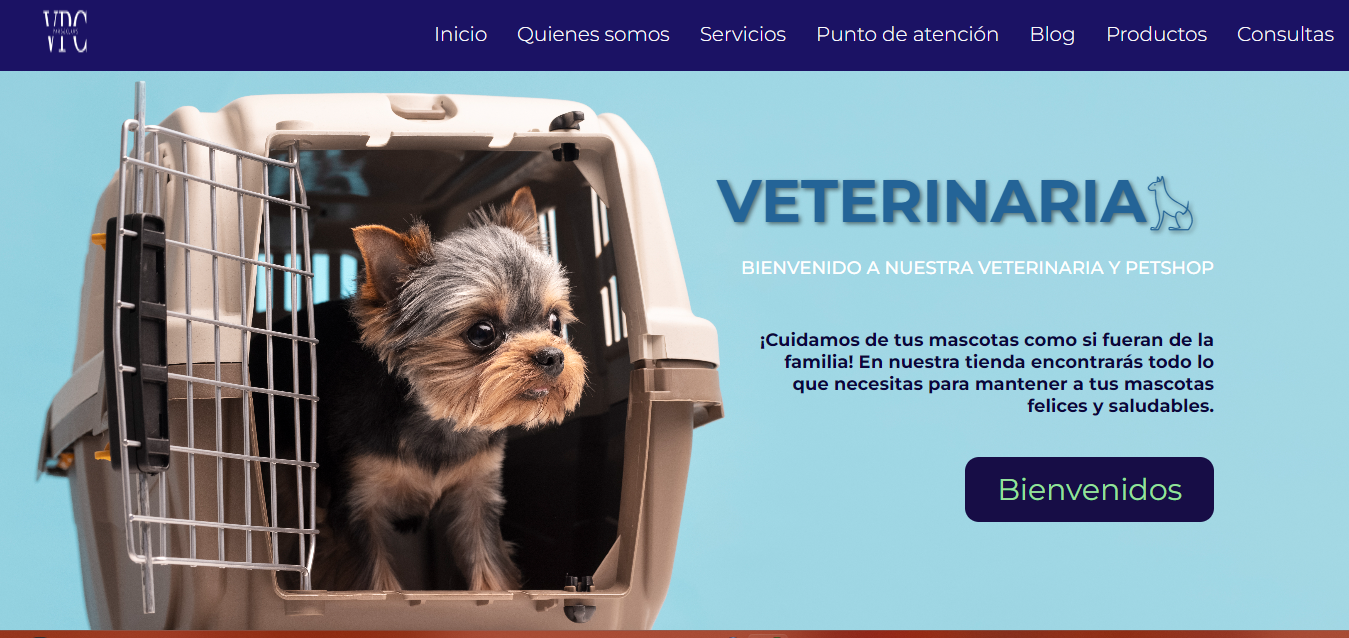 VPC
Inicio Quienes somos Servicios Punto de atención Blog Productos Consultas
VETERINARIA
BIENVENIDO A NUESTRA VETERINARIA Y PETSHOP
¡Cuidamos de tus mascotas como si fueran de la
familia! En nuestra tienda encontrarás todo lo
que necesitas para mantener a tus mascotas
felices y saludables.
Bienvenidos